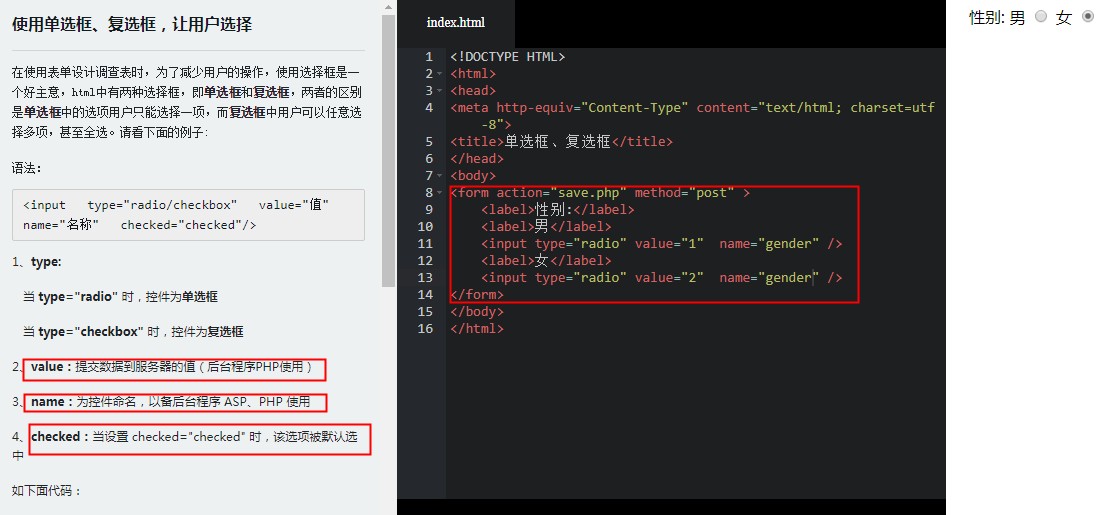 使用单选框、复选框，让用户选择
在使用表单设计调查表时，为了减少用户的操作，使用选择框是一
个好主意，html中有两种选择框，即单选框和复选框，两者的区别
是单选框中的选项用户只能选择一项，而复选框中用户可以任意选
择多项，甚至全选。请看下面的例子：
语法：
<input   type="radio/checkbox"   value="值"
name="名称"   checked="checked"/>
1、type:
当 type="radio" 时，控件为单选框
当 type="checkbox" 时，控件为复选框
2、value：提交数据到服务器的值（后台程序PHP使用）
3、name：为控件命名，以备后台程序 ASP、PHP 使用
4、checked：当设置 checked="checked" 时，该选项被默认选
中
如下面代码：
index.html
1 <!DOCTYPE HTML>
2 <html>
3 <head>
4 <meta http-equiv="Content-Type" content="text/html; charset=utf
-8">
5 <title>单选框、复选框</title>
6 </head>
7 <body>
8 <form action="save.php" method="post" >
9     <label>性别:</label>
10     <label>男</label>
11     <input type="radio" value="1"  name="gender" />
12     <label>女</label>
13     <input type="radio" value="2"  name="gender" />
14 </form>
15 </body>
16 </html>
性别: 男 女